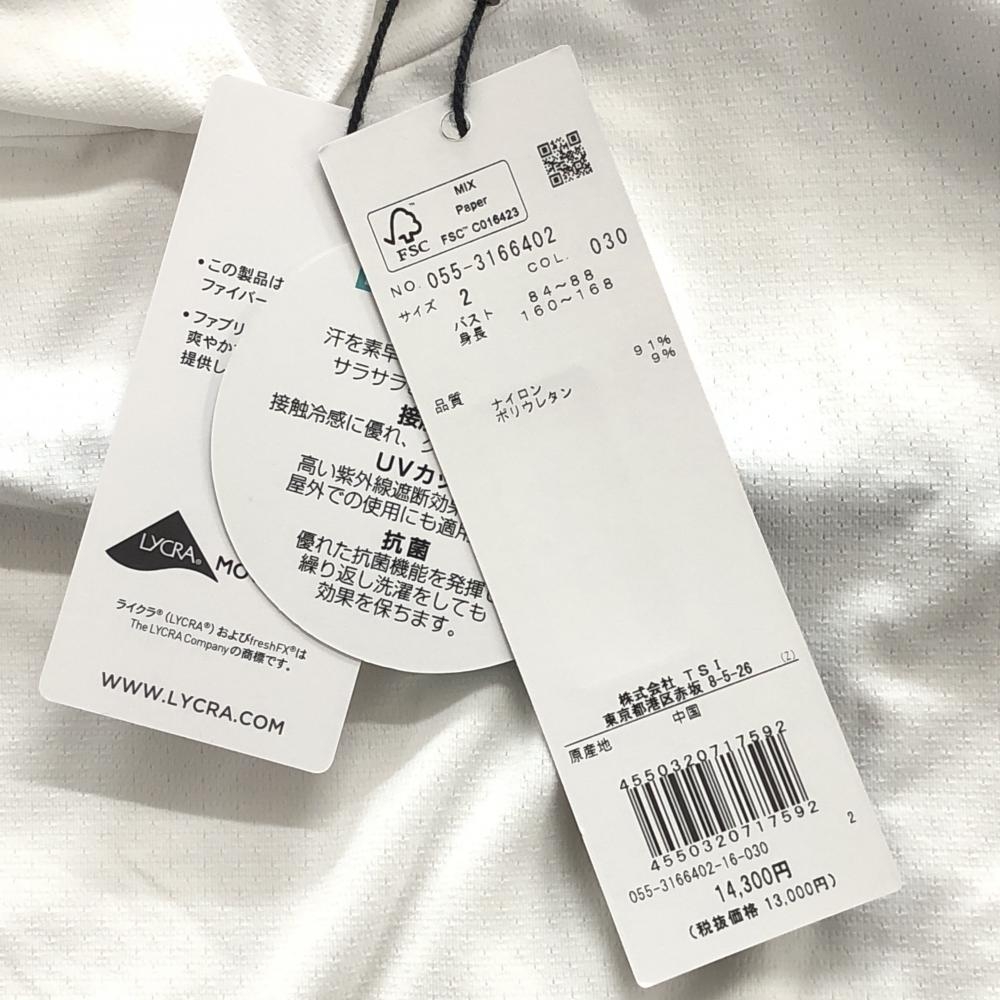 •この製品は
ファイバー
•ファブリ
爽やか
提供し
LYCRA®
MO
ライクラ®(LYCRA®)およびfreshFX®は
The LYCRA Companyの商標です。
WWW.LYCRA.COM
汗を素早
サラサラ
接
接触冷感に優れ、
UVカッ
高い紫外線遮断効果
屋外での使用にも適用
抗菌
優れた抗菌機能を発揮し
繰り返し洗濯をしても
効果を保ちます。
FSC
MIX
Paper
FSC™ C016423
NO. 055-3166402
COL. 030
サイズ 2
バスト 84〜88
身長 160〜168
91%
9%
品質 ナイロン
ポリウレタン
株式会社 TSI
東京都港区赤坂 8-5-26 (Z)
原産地 中国
4550320717592
4550320717592
055-3166402-16-030 2
14,300円
(税抜価格 13,000円)